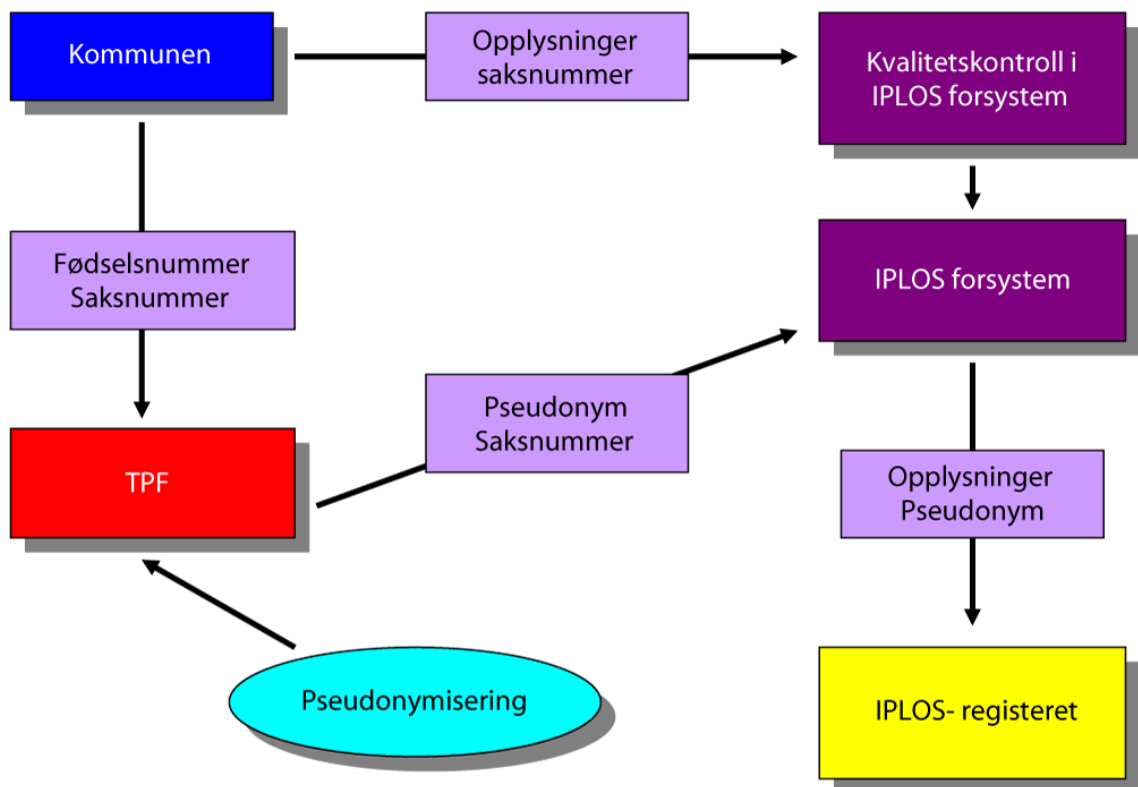 Kommunen
Opplysninger
saksnummer
Kvalitetskontroll i
IPLOS forsystem
Fødselsnummer
Saksnummer
IPLOS forsystem
Pseudonym
Saksnummer
TPF
Opplysninger
Pseudonym
Pseudonymisering
IPLOS- registeret